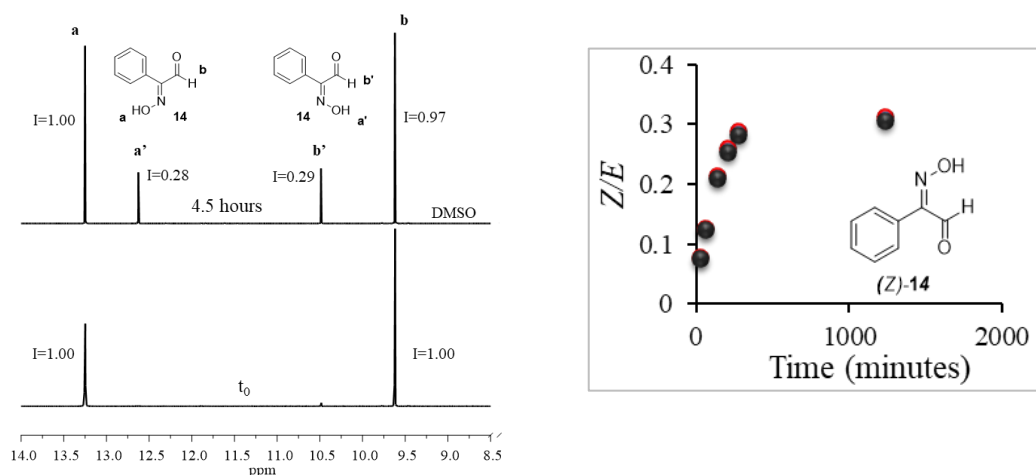 a
b
O
H
b
HO
N
a
14
O
H
b'
N
OH
14
a'
I=1.00
I=0.97
a’
b’
I=0.28
I=0.29
4.5 hours
DMSO
I=1.00
I=1.00
t0
14.0 13.5 13.0 12.5 12.0 11.5 11.0 10.5 10.0 9.5 9.0 8.5
ppm
0.4
0.3
0.2
0.1
0
Z/E
0 1000 2000
Time (minutes)
OH
N
H
O
(Z)-14